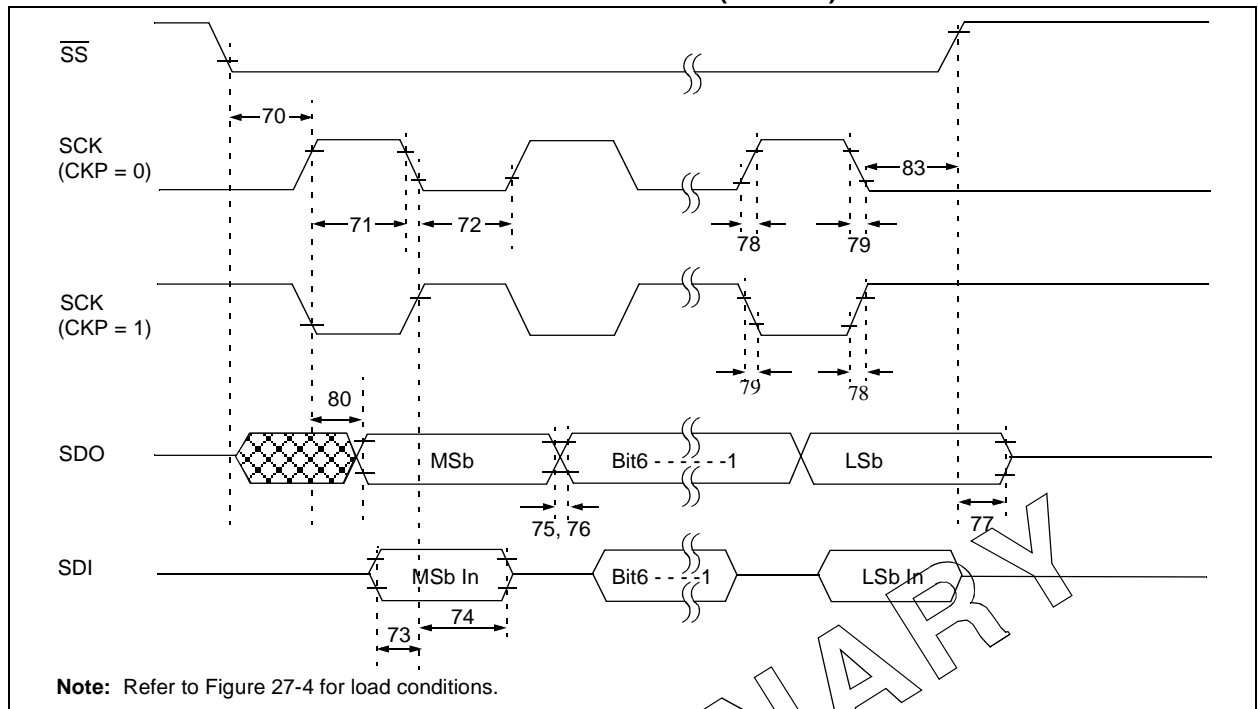 SS
70
SCK
(CKP = 0)
83
71
72
78
79
SCK
(CKP = 1)
79
78
80
SDO
MSb
Bit6 - - - - - -1
LSb
75, 76
77
SDI
MSb In
Bit6 - - - -1
LSb In
74
73
NARY
Note: Refer to Figure 27-4 for load conditions.